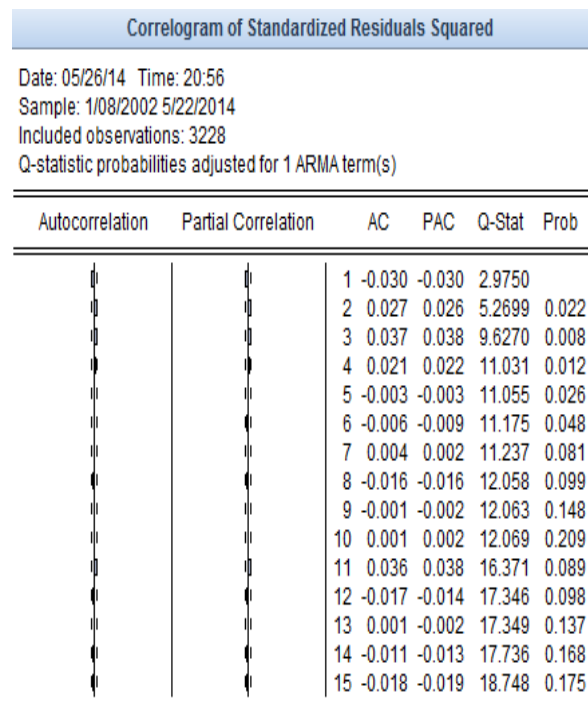 Correlogram of Standardized Residuals Squared
Date: 05/26/14 Time: 20:56
Sample: 1/08/2002 5/22/2014
Included observations: 3228
Q-statistic probabilities adjusted for 1 ARMA term(s)
Autocorrelation Partial Correlation AC PAC Q-Stat Prob
1 -0.030 -0.030 2.9750
2 0.027 0.026 5.2699 0.022
3 0.037 0.038 9.6270 0.008
4 0.021 0.022 11.031 0.012
5 -0.003 -0.003 11.055 0.026
6 -0.006 -0.009 11.175 0.048
7 0.004 0.002 11.237 0.081
8 -0.016 -0.016 12.058 0.099
9 -0.001 -0.002 12.063 0.148
10 0.001 0.002 12.069 0.209
11 0.036 0.038 16.371 0.089
12 -0.017 -0.014 17.346 0.098
13 0.001 -0.002 17.349 0.137
14 -0.011 -0.013 17.736 0.168
15 -0.018 -0.019 18.748 0.175